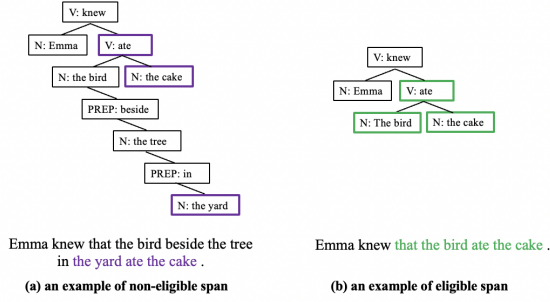 V: knew
N: Emma
V: ate
N: the bird
N: the cake
PREP: beside
N: the tree
PREP: in
N: the yard
Emma knew that the bird beside the tree
in the yard ate the cake .
(a) an example of non-eligible span
V: knew
N: Emma
V: ate
N: The bird
N: the cake
Emma knew that the bird ate the cake .
(b) an example of eligible span